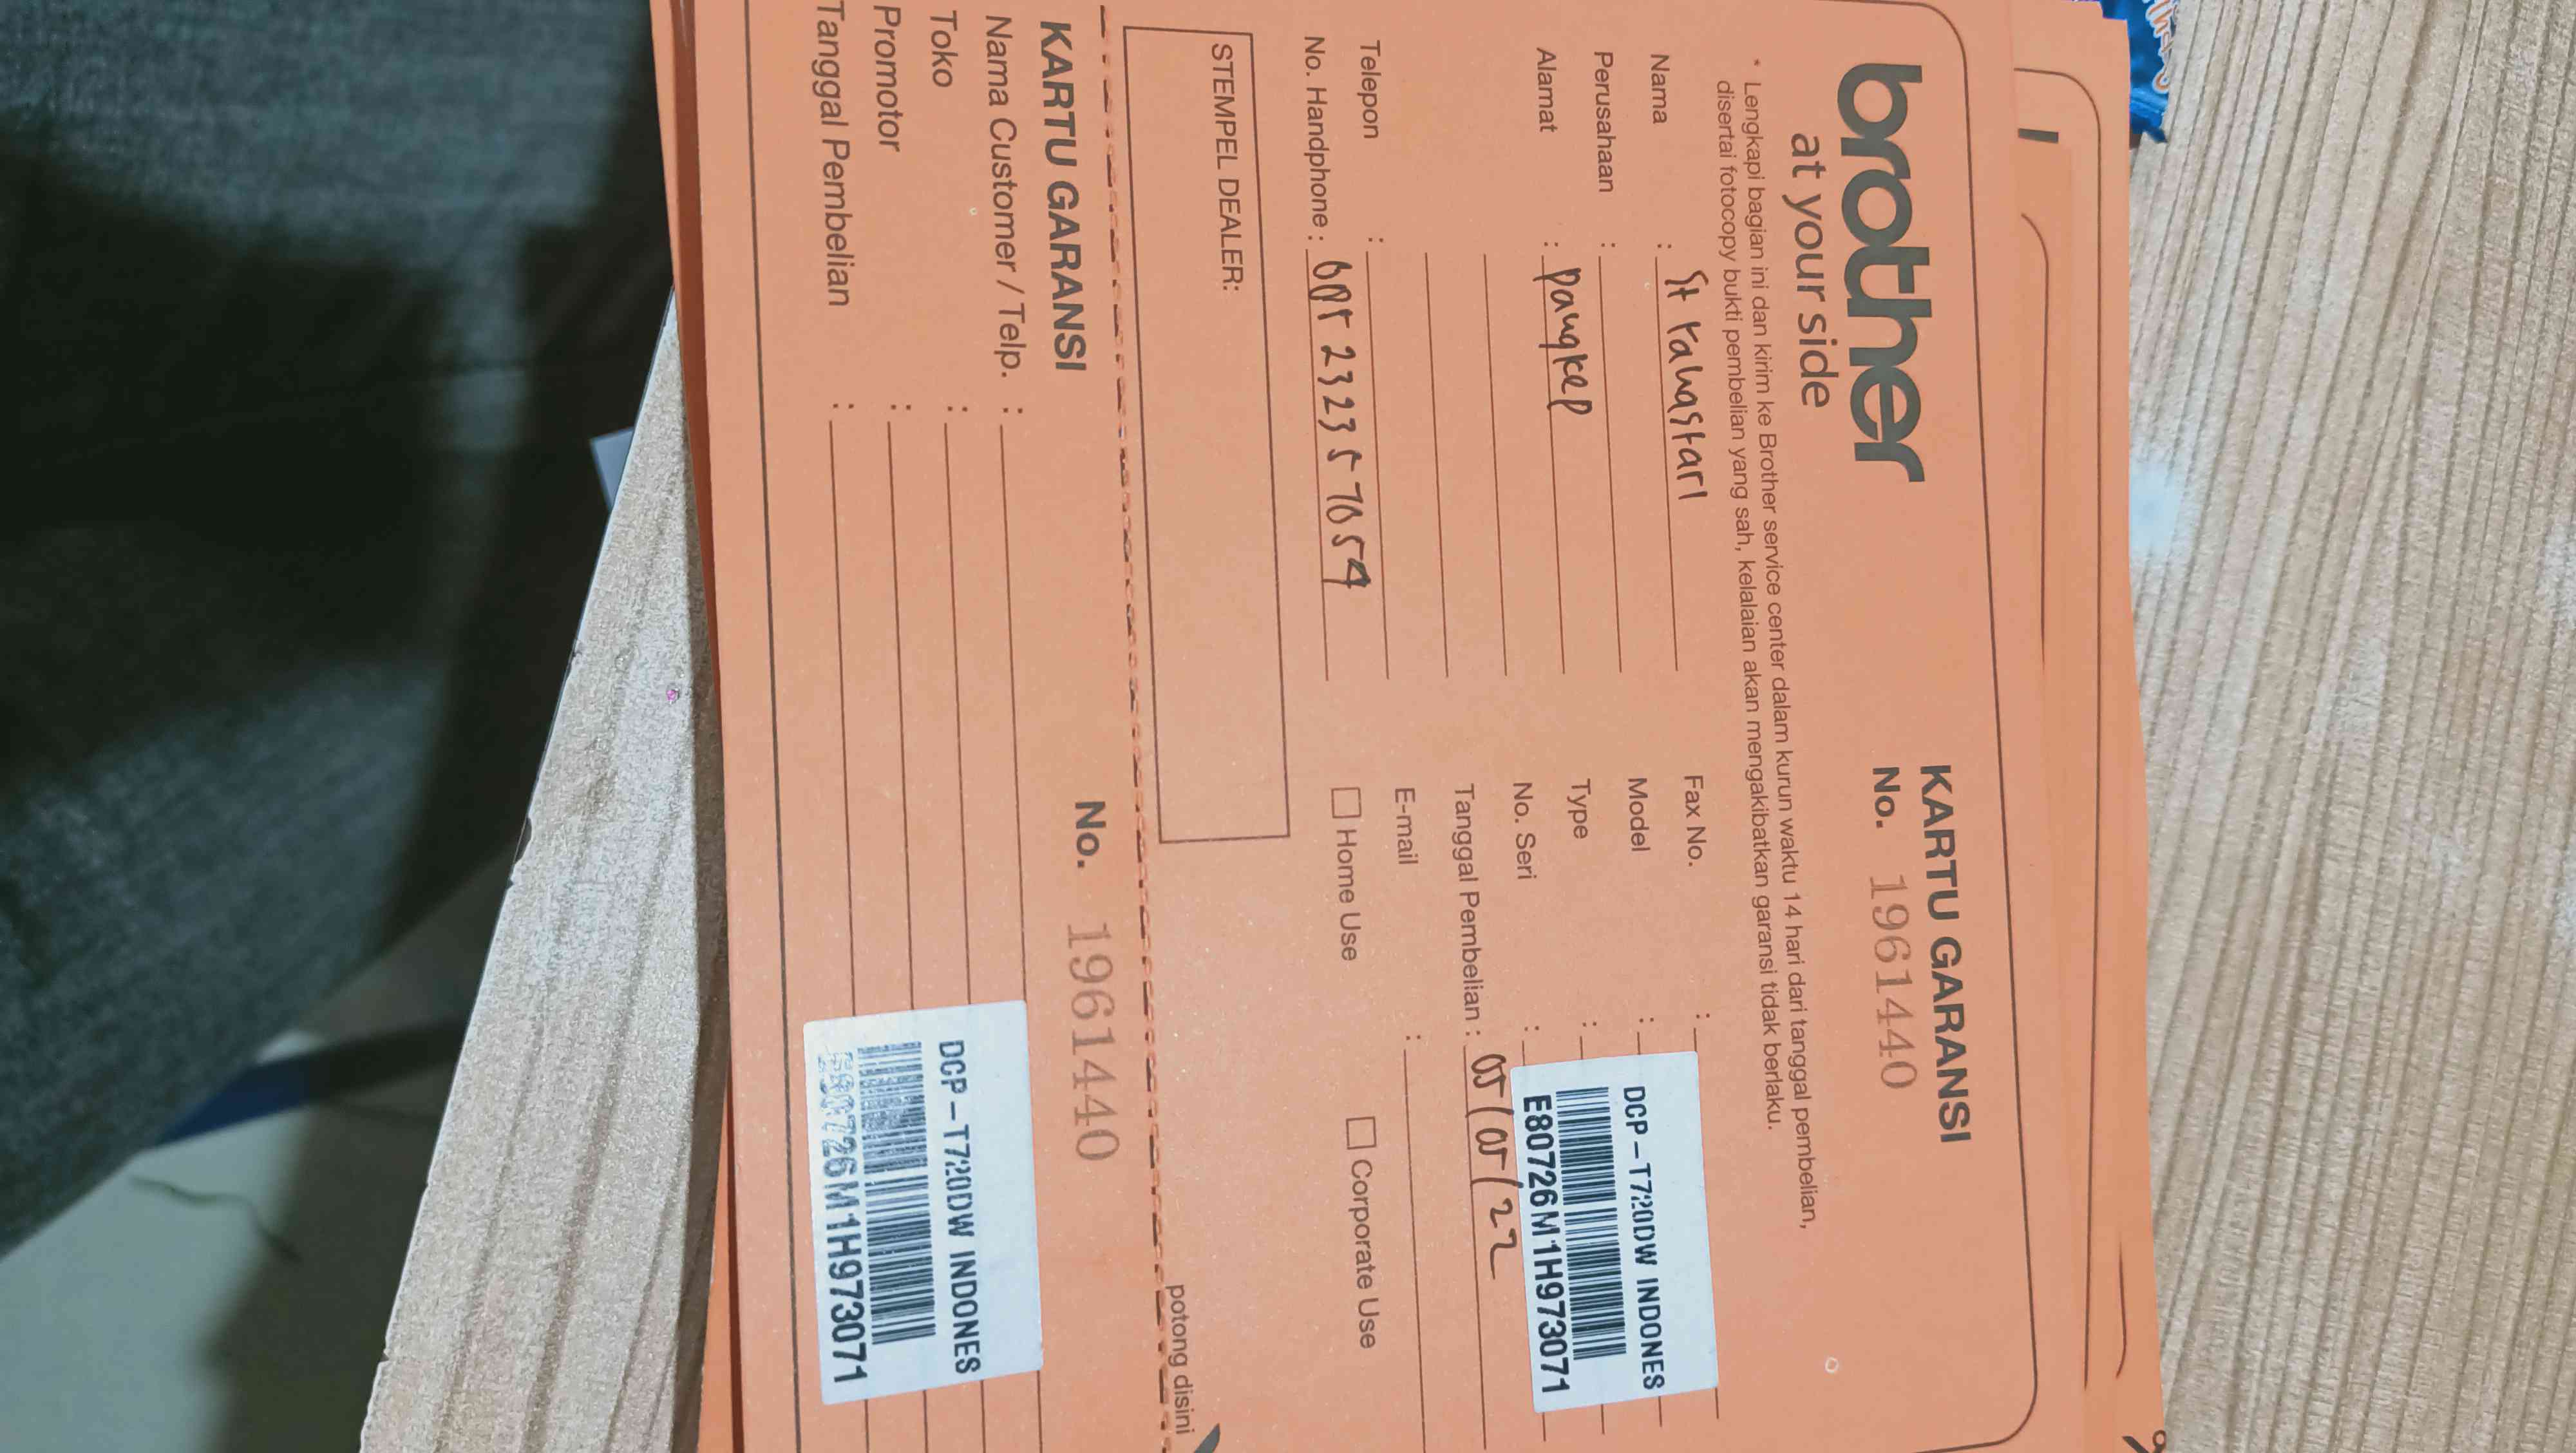 brother
at your side
KARTU GARANSI
No. 1961440
* Lengkapi bagian ini dan kirim ke Brother service center dalam kurun waktu 14 hari dari tanggal pembelian,
disertai fotocopy bukti pembelian yang sah, kelalaian akan mengakibatkan garansi tidak berlaku.
Nama : St rahastari
Perusahaan :
Alamat : pangkep
Telepon :
No. Handphone : 2323 5 7054
Fax No. :
Model :
Type :
No. Seri :
DCP-T720DW INDONES
E80726M1H973071
Tanggal Pembelian : 05/05/22
E-mail :
Home Use
Corporate Use
STEMPEL DEALER:
potong disini
KARTU GARANSI
No. 1961440
Nama Customer / Telp. :
Toko :
Promotor :
Tanggal Pembelian :
DCP-T720DW INDONES
E80726M1H973071